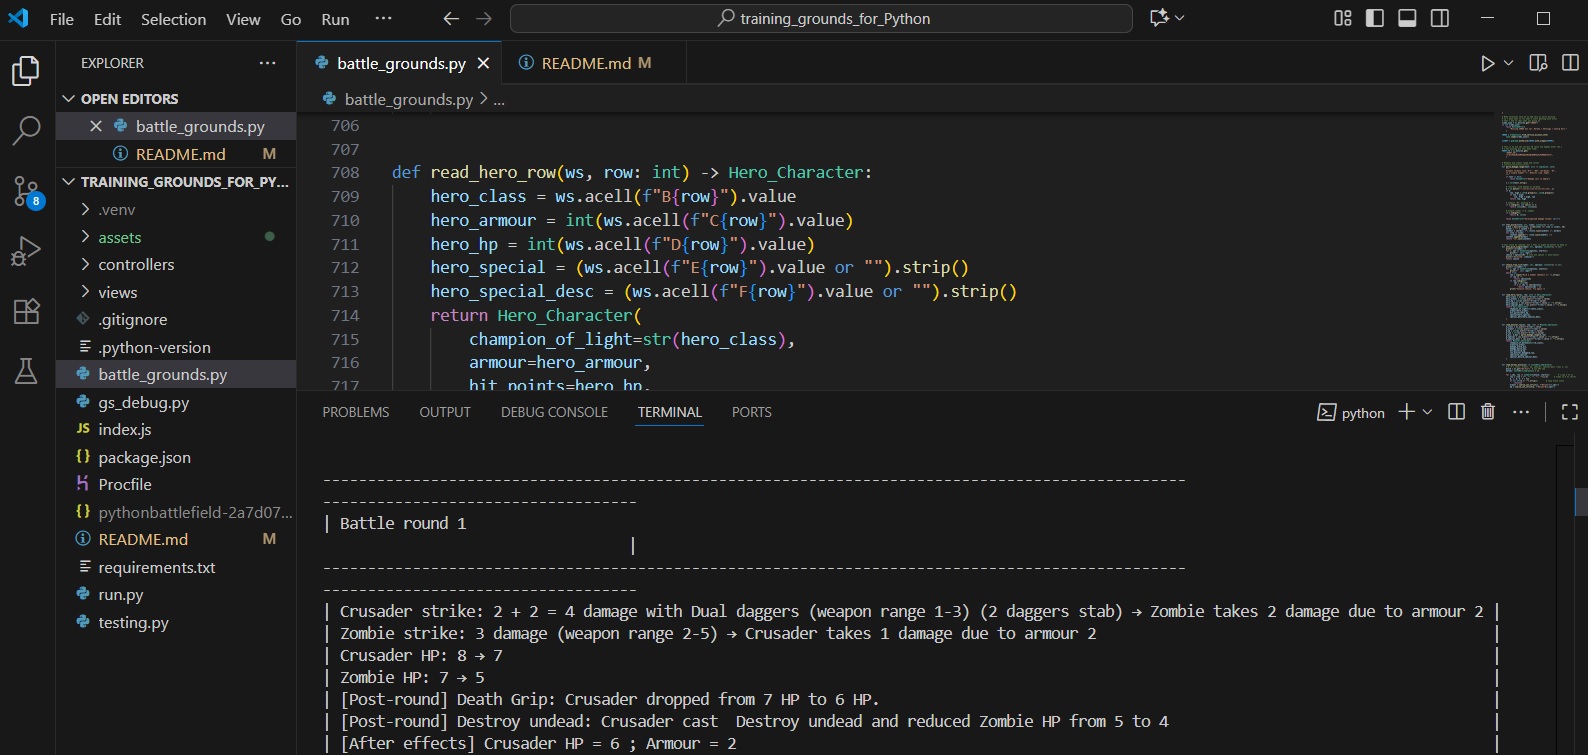 File Edit Selection View Go Run ···
training_grounds_for_Python
EXPLORER ···
OPEN EDITORS
battle_grounds.py
README.md M
TRAINING_GROUNDS_FOR_PY...
.venv
assets
controllers
views
.gitignore
.python-version
battle_grounds.py
gs_debug.py
JS index.js
{} package.json
Procfile
{} pythonbattlefield-2a7d07...
README.md M
requirements.txt
run.py
testing.py
8
battle_grounds.py
README.md M
battle_grounds.py > ...
706
707
708 def read_hero_row(ws, row: int) -> Hero_Character:
709 hero_class = ws.acell(f"B{row}").value
710 hero_armour = int(ws.acell(f"C{row}").value)
711 hero_hp = int(ws.acell(f"D{row}").value)
712 hero_special = (ws.acell(f"E{row}").value or "").strip()
713 hero_special_desc = (ws.acell(f"F{row}").value or "").strip()
714 return Hero_Character(
715 champion_of_light=str(hero_class),
716 armour=hero_armour,
717 hit_points=hero_hp,
PROBLEMS OUTPUT DEBUG CONSOLE TERMINAL PORTS
python
------------------------------------------------------------------------------------------------
-----------------------------------
| Battle round 1
|
------------------------------------------------------------------------------------------------
-----------------------------------
| Crusader strike: 2 + 2 = 4 damage with Dual daggers (weapon range 1-3) (2 daggers stab) → Zombie takes 2 damage due to armour 2 |
| Zombie strike: 3 damage (weapon range 2-5) → Crusader takes 1 damage due to armour 2 |
| Crusader HP: 8 → 7 |
| Zombie HP: 7 → 5 |
| [Post-round] Death Grip: Crusader dropped from 7 HP to 6 HP. |
| [Post-round] Destroy undead: Crusader cast  Destroy undead and reduced Zombie HP from 5 to 4 |
| [After effects] Crusader HP = 6 ; Armour = 2 |